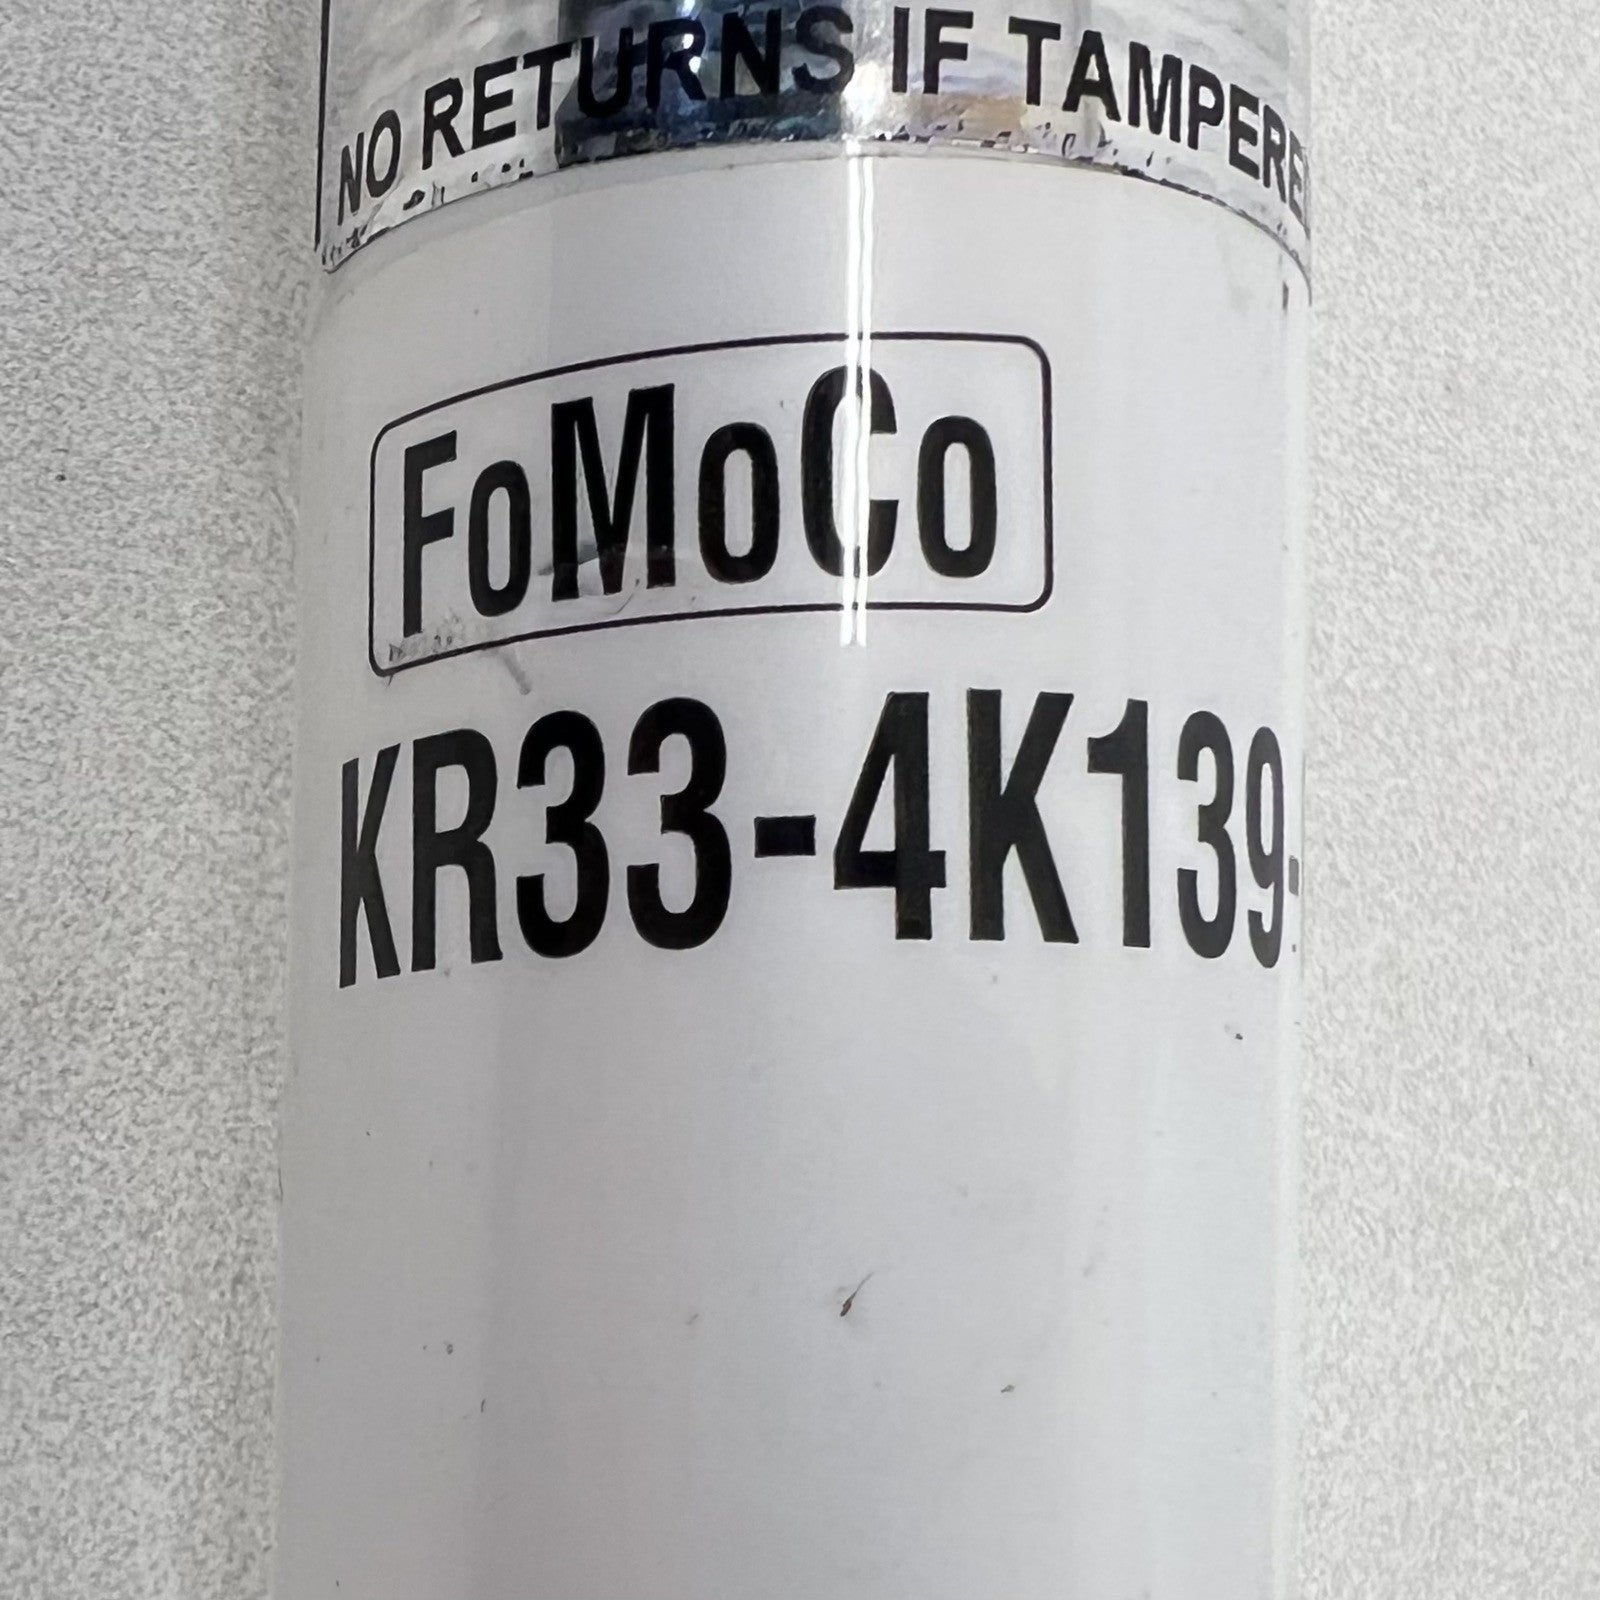 NO RETURNS IF TAMPERE
FoMoCo
KR33-4K139-